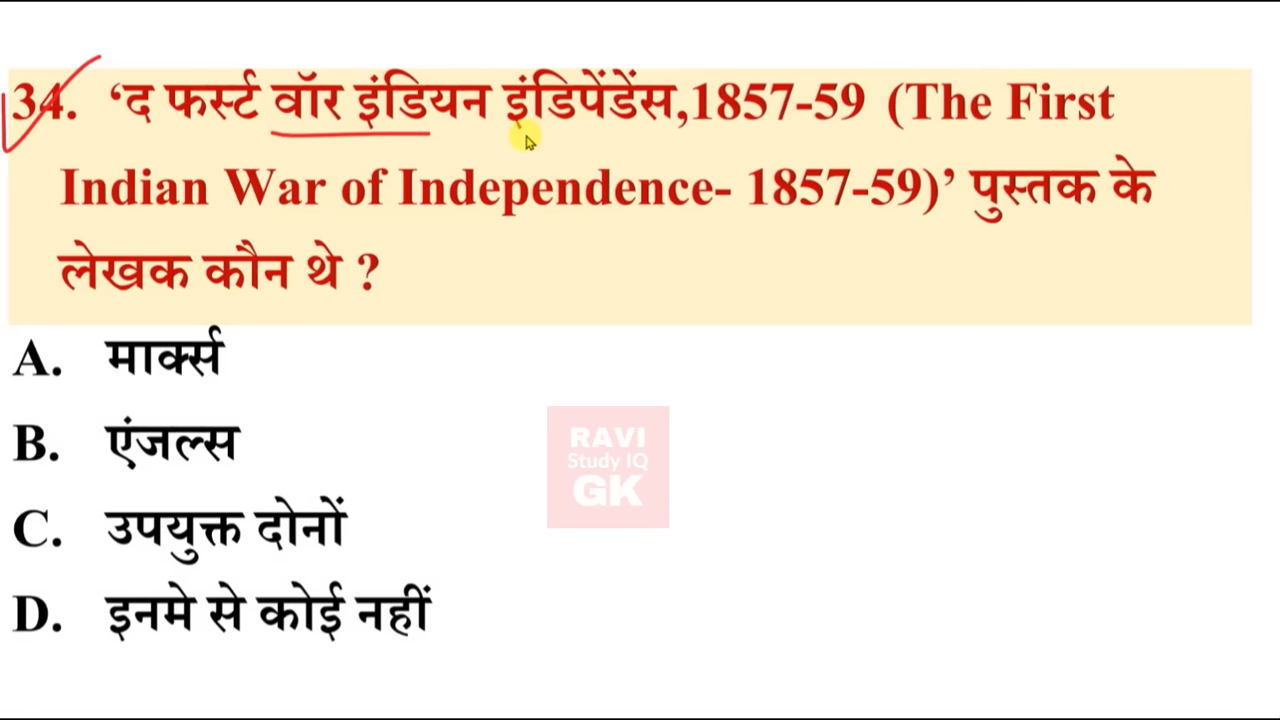 34. ‘द फर्स्ट वॉर इंडियन इंडिपेंडेंस,1857-59 (The First
Indian War of Independence- 1857-59)’ पुस्तक के
लेखक कौन थे ?
A. मार्क्स
B. एंजल्स
C. उपयुक्त दोनों
D. इनमे से कोई नहीं
RAVI
Study IQ
GK